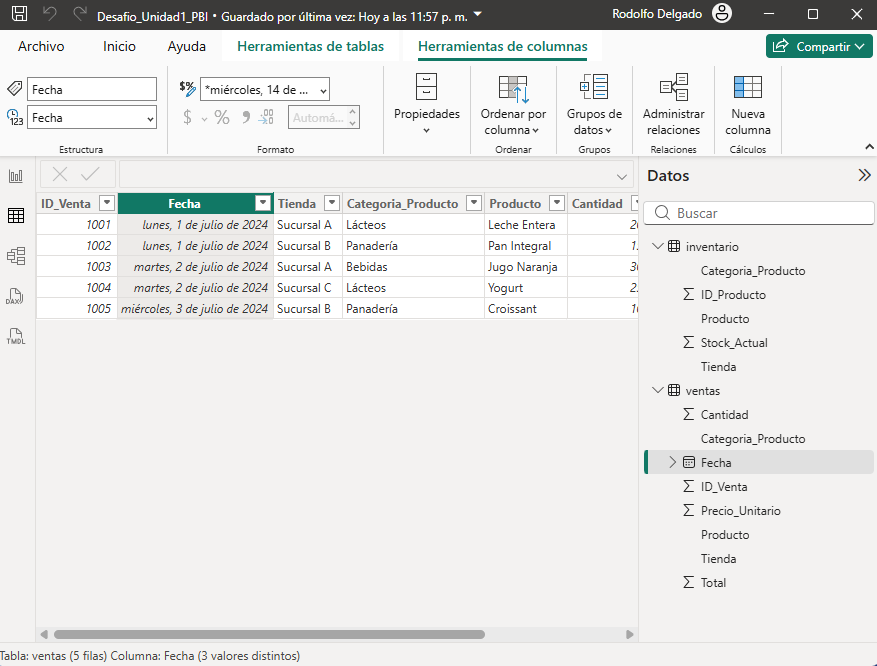 Desafio_Unidad1_PBI • Guardado por última vez: Hoy a las 11:57 p. m.
Rodolfo Delgado
Archivo Inicio Ayuda Herramientas de tablas Herramientas de columnas Compartir
Fecha
Fecha
Estructura
*miércoles, 14 de ...
$ % 9
Automá...
Formato
Propiedades
Ordenar por
columna
Ordenar
Grupos de
datos
Grupos
Administrar
relaciones
Relaciones
Nueva
columna
Cálculos
ID_Venta Fecha Tienda Categoria_Producto Producto Cantidad
1001 lunes, 1 de julio de 2024 Sucursal A Lácteos Leche Entera
1002 lunes, 1 de julio de 2024 Sucursal B Panadería Pan Integral
1003 martes, 2 de julio de 2024 Sucursal A Bebidas Jugo Naranja
1004 martes, 2 de julio de 2024 Sucursal C Lácteos Yogurt
1005 miércoles, 3 de julio de 2024 Sucursal B Panadería Croissant
DAX
TMDL
Datos
Buscar
inventario
Categoria_Producto
ID_Producto
Producto
Stock_Actual
Tienda
ventas
Cantidad
Categoria_Producto
Fecha
ID_Venta
Precio_Unitario
Producto
Tienda
Total
Tabla: ventas (5 filas) Columna: Fecha (3 valores distintos)